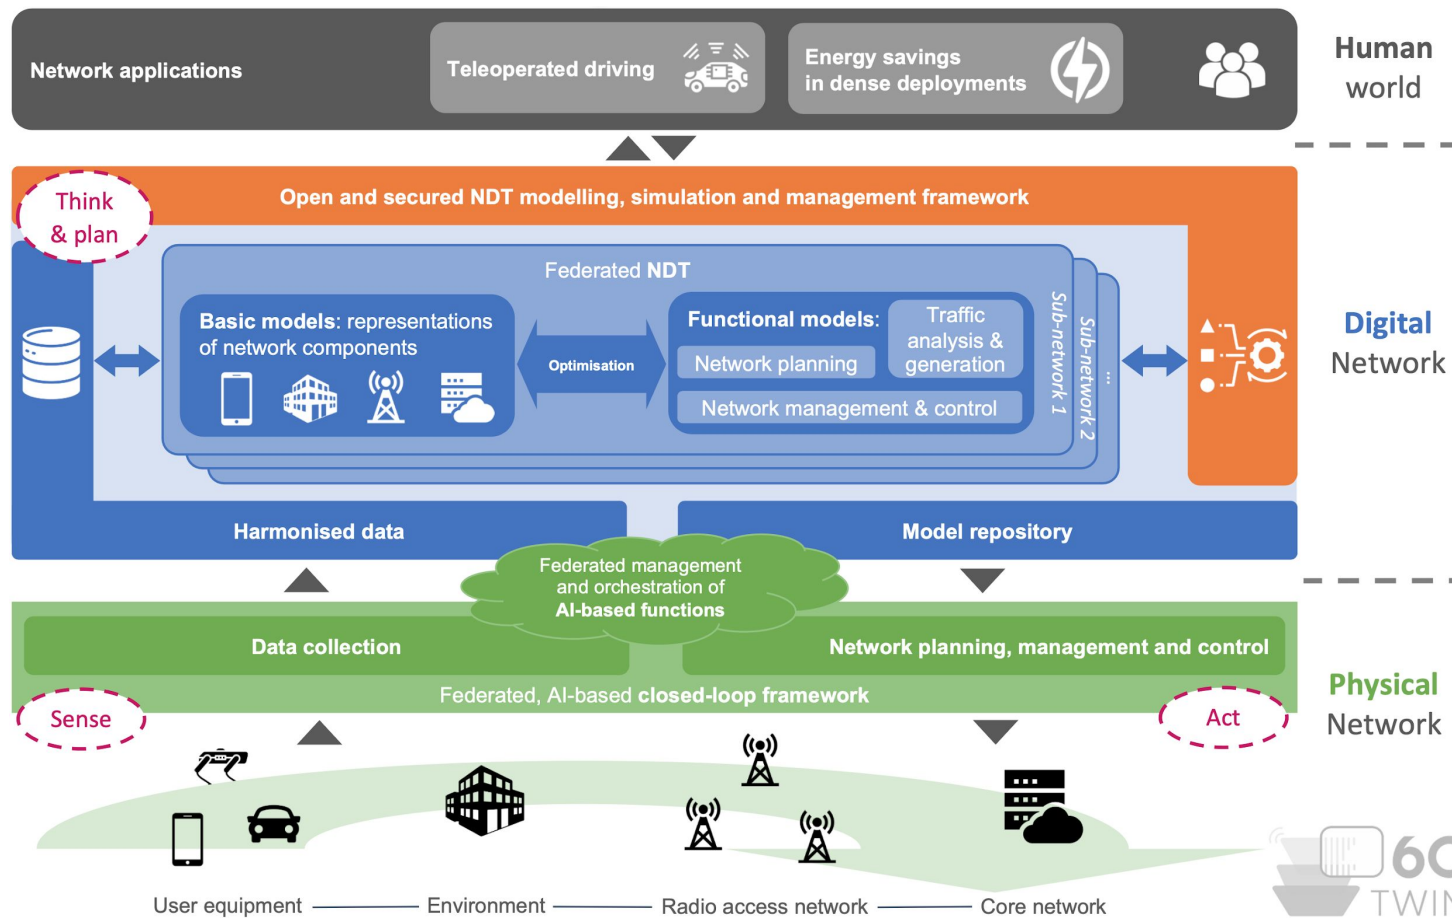 Network applications
Teleoperated driving
Energy savings
in dense deployments
Human
world
Think
& plan
Open and secured NDT modelling, simulation and management framework
Federated NDT
Basic models: representations
of network components
Optimisation
Functional models:
Traffic
analysis &
generation
Network planning
Network management & control
Sub-network 1
Sub-network 2
...
Digital
Network
Harmonised data
Model repository
Federated management
and orchestration of
AI-based functions
Data collection
Network planning, management and control
Federated, AI-based closed-loop framework
Sense
Act
Physical
Network
User equipment
Environment
Radio access network
Core network
TWIN